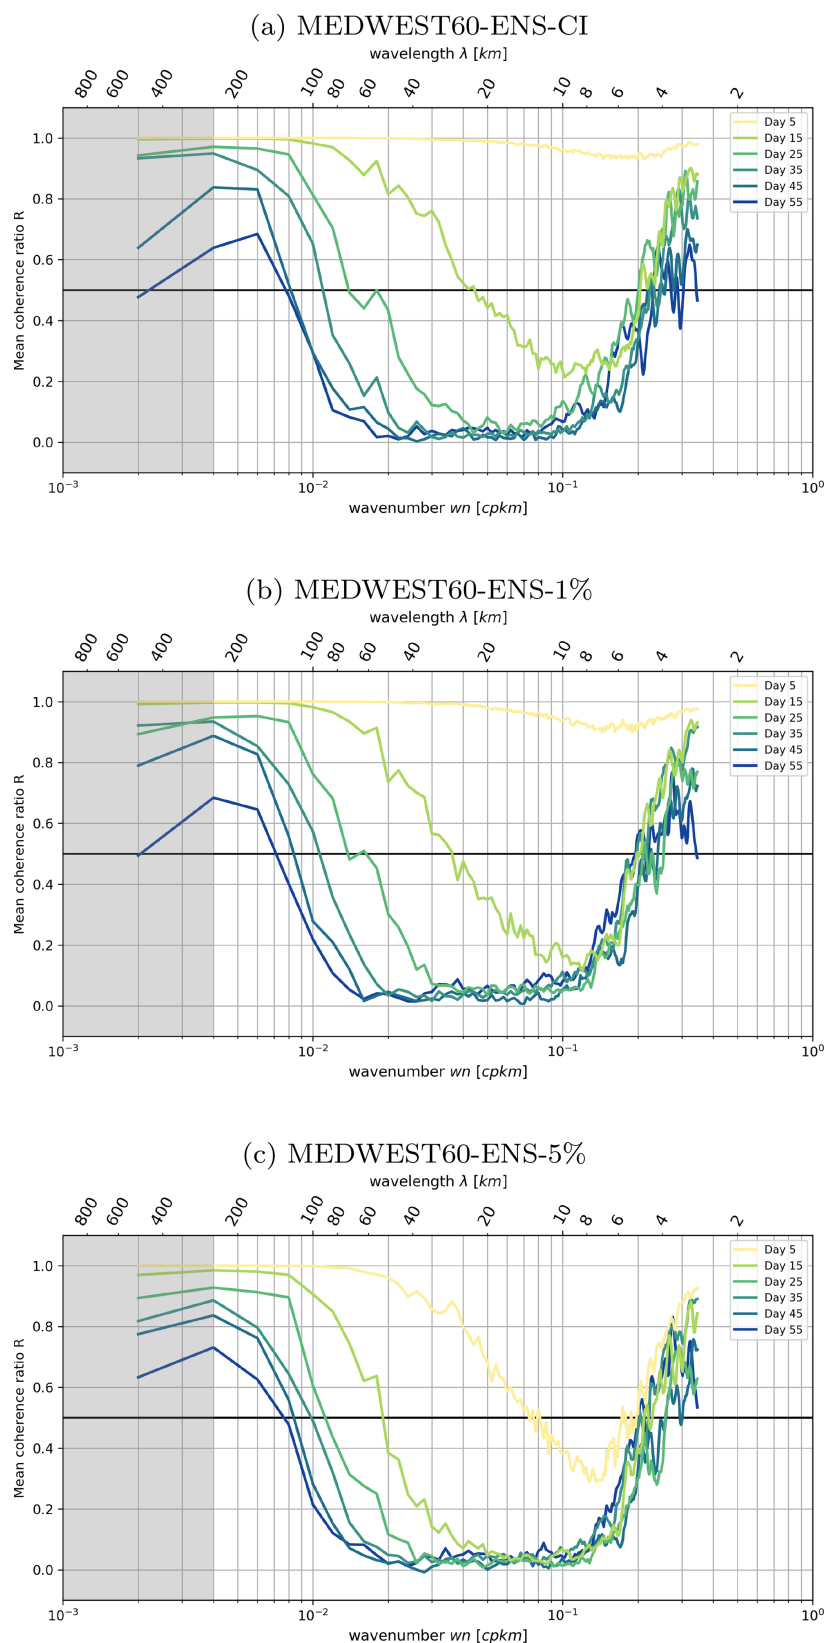 (a) MEDWEST60-ENS-CI
wavelength λ [km]
800 600 400 200 100 80 60 40 20 10 8 6 4 2
Day 5
Day 15
Day 25
Day 35
Day 45
Day 55
Mean coherence ratio R
1.0
0.8
0.6
0.4
0.2
0.0
10⁻³ 10⁻² 10⁻¹ 10⁰
wavenumber wn [cpkm]
(b) MEDWEST60-ENS-1%
wavelength λ [km]
800 600 400 200 100 80 60 40 20 10 8 6 4 2
Day 5
Day 15
Day 25
Day 35
Day 45
Day 55
Mean coherence ratio R
1.0
0.8
0.6
0.4
0.2
0.0
10⁻³ 10⁻² 10⁻¹ 10⁰
wavenumber wn [cpkm]
(c) MEDWEST60-ENS-5%
wavelength λ [km]
800 600 400 200 100 80 60 40 20 10 8 6 4 2
Day 5
Day 15
Day 25
Day 35
Day 45
Day 55
Mean coherence ratio R
1.0
0.8
0.6
0.4
0.2
0.0
10⁻³ 10⁻² 10⁻¹ 10⁰
wavenumber wn [cpkm]